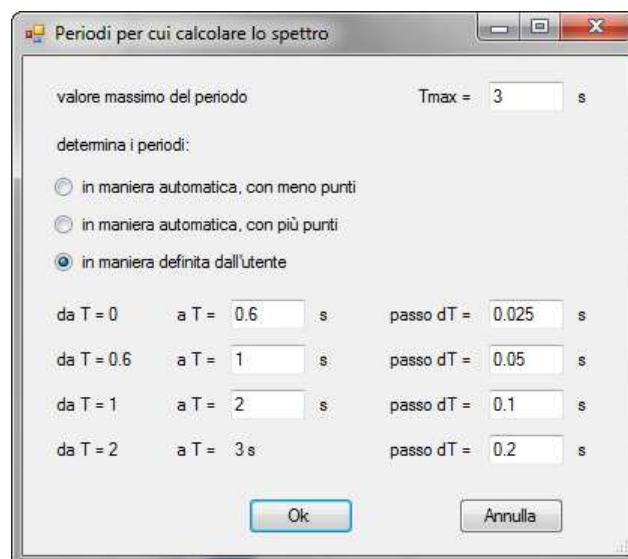 Periodi per cui calcolare lo spettro
valore massimo del periodo Tmax = 3 s
determina i periodi:
in maniera automatica, con meno punti
in maniera automatica, con più punti
in maniera definita dall'utente
da T = 0 a T = 0.6 s passo dT = 0.025 s
da T = 0.6 a T = 1 s passo dT = 0.05 s
da T = 1 a T = 2 s passo dT = 0.1 s
da T = 2 a T = 3 s passo dT = 0.2 s
Ok Annulla